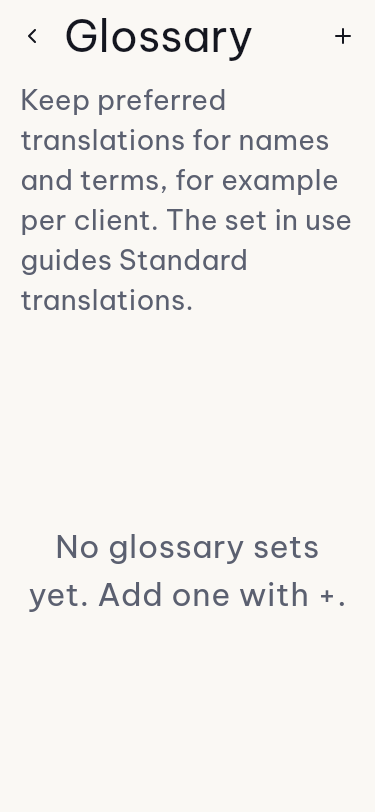 Glossary
Keep preferred
translations for names
and terms, for example
per client. The set in use
guides Standard
translations.
No glossary sets
yet. Add one with +.